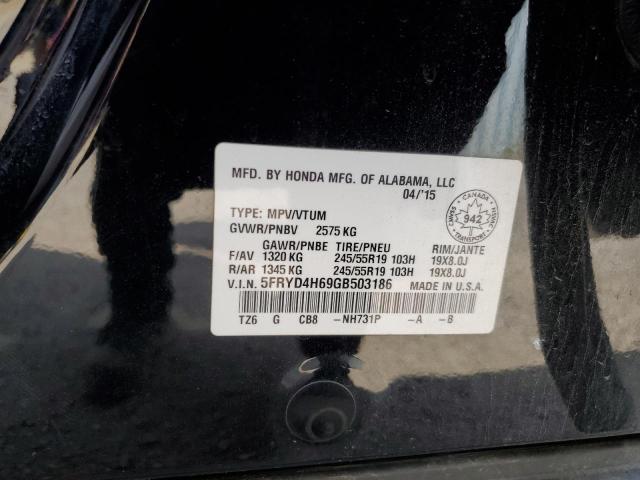 MFD. BY HONDA MFG. OF ALABAMA, LLC
04/'15
TYPE: MPV/VTUM
GVWR/PNBV 2575 KG
GAWR/PNBE TIRE/PNEU RIM/JANTE
F/AV 1320 KG 245/55R19 103H 19X8.0J
R/AR 1345 KG 245/55R19 103H 19X8.0J
V.I.N. 5FRYD4H69GB503186 MADE IN U.S.A.
TZ6 G CB8 -NH731P -A -B
CANADA
942